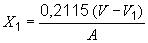 X₁ = 0,2115 (V – V₁) / A